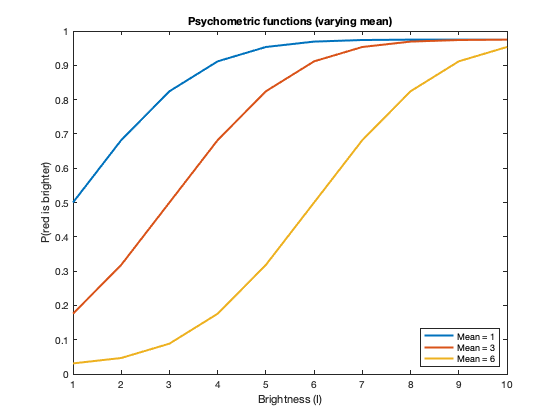 Psychometric functions (varying mean)
1
0.9
0.8
0.7
0.6
0.5
0.4
0.3
0.2
0.1
0
P(red is brighter)
Mean = 1
Mean = 3
Mean = 6
1 2 3 4 5 6 7 8 9 10
Brightness (I)